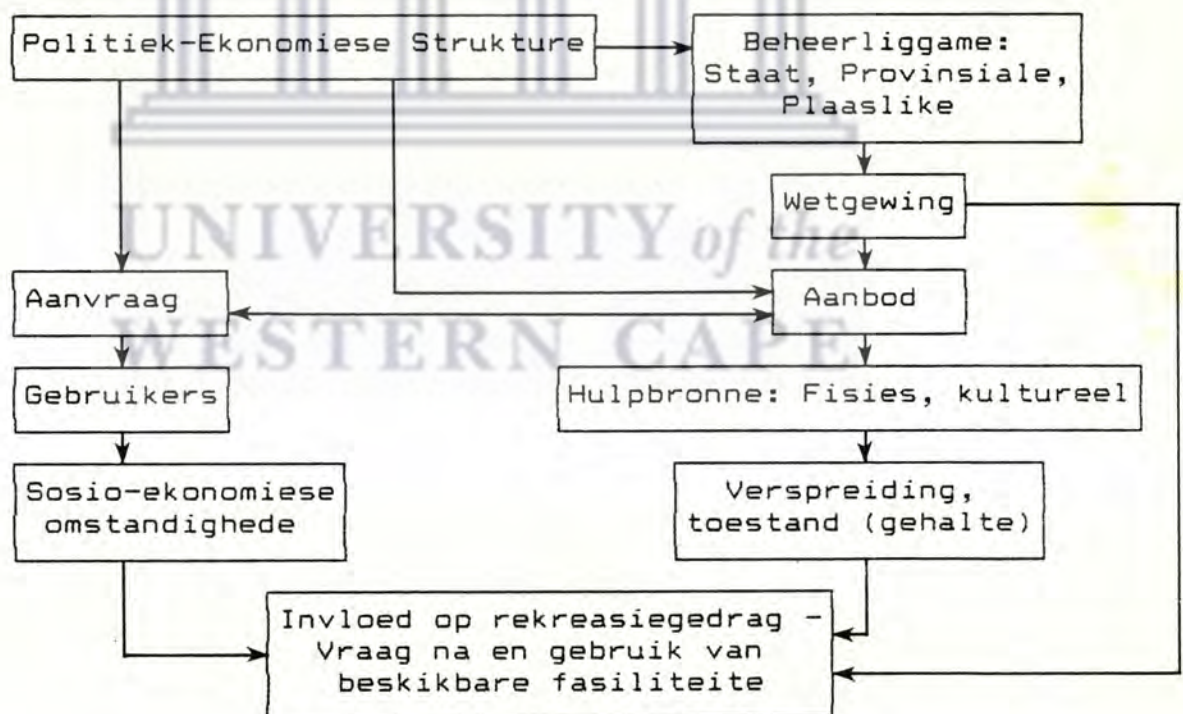 Politiek-Ekonomiese Strukture
Beheerliggame:
Staat, Provinsiale,
Plaaslike
Wetgewing
UNIVERSITY of the
Aanvraag
Aanbod
WESTERN CAPE
Gebruikers
Hulpbronne: Fisies, kultureel
Sosio-ekonomiese
omstandighede
Verspreiding,
toestand (gehalte)
Invloed op rekreasiegedrag -
Vraag na en gebruik van
beskikbare fasiliteite